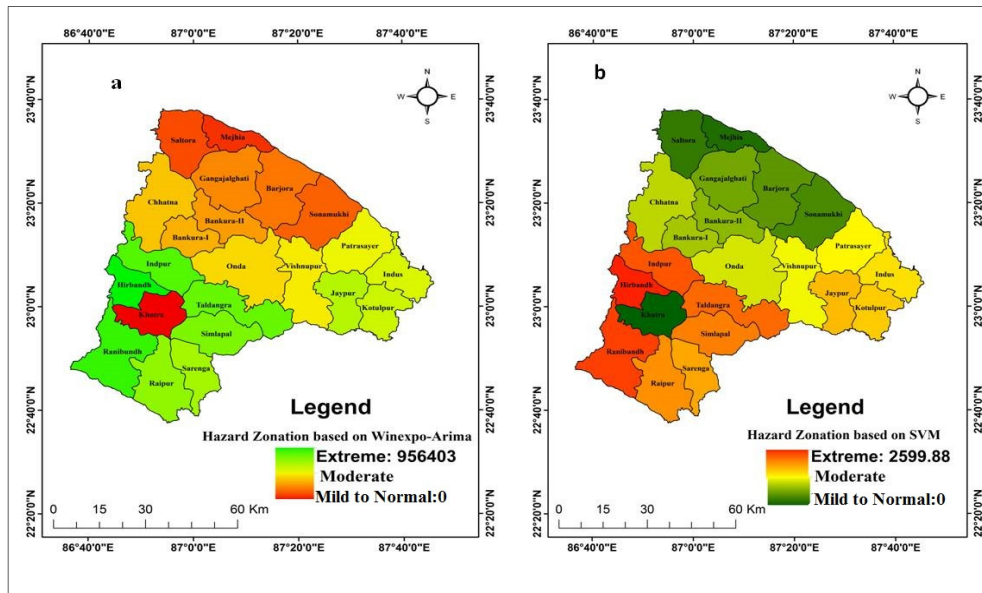 86°40'0"E 87°0'0"E 87°20'0"E 87°40'0"E
23°40'0"N
23°20'0"N
23°0'0"N
22°40'0"N
22°20'0"N
a
N
W E
S
Saltora
Mejhia
Gangajalghati
Barjora
Chhatna
Sonamukhi
Bankura-II
Bankura-I
Patrasayer
Indpur
Onda
Vishnupur
Indus
Hirbandh
Jaypur
Taldangra
Kotulpur
Khatra
Simlapal
Ranibundh
Sarenga
Raipur
Legend
Hazard Zonation based on Winexpo-Arima
Extreme: 956403
Moderate
Mild to Normal:0
0 15 30 60 Km
86°40'0"E 87°0'0"E 87°20'0"E 87°40'0"E
86°40'0"E 87°0'0"E 87°20'0"E 87°40'0"E
23°40'0"N
23°20'0"N
23°0'0"N
22°40'0"N
22°20'0"N
b
N
W E
S
Saltora
Mejhia
Gangajalghati
Barjora
Chhatna
Sonamukhi
Bankura-II
Bankura-I
Patrasayer
Indpur
Onda
Vishnupur
Indus
Hirbandh
Jaypur
Taldangra
Kotulpur
Khatra
Simlapal
Ranibundh
Sarenga
Raipur
Legend
Hazard Zonation based on SVM
Extreme: 2599.88
Moderate
Mild to Normal:0
0 15 30 60 Km
86°40'0"E 87°0'0"E 87°20'0"E 87°40'0"E